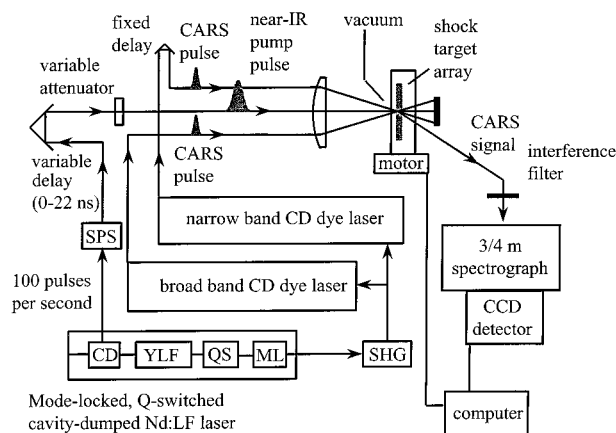 fixed
delay
CARS
pulse
near-IR
pump
pulse
vacuum
shock
target
array
variable
attenuator
CARS
pulse
motor
CARS
signal
interference
filter
variable
delay
(0-22 ns)
SPS
narrow band CD dye laser
3/4 m
spectrograph
100 pulses
per second
broad band CD dye laser
CCD
detector
CD
YLF
QS
ML
SHG
Mode-locked, Q-switched
cavity-dumped Nd:LF laser
computer